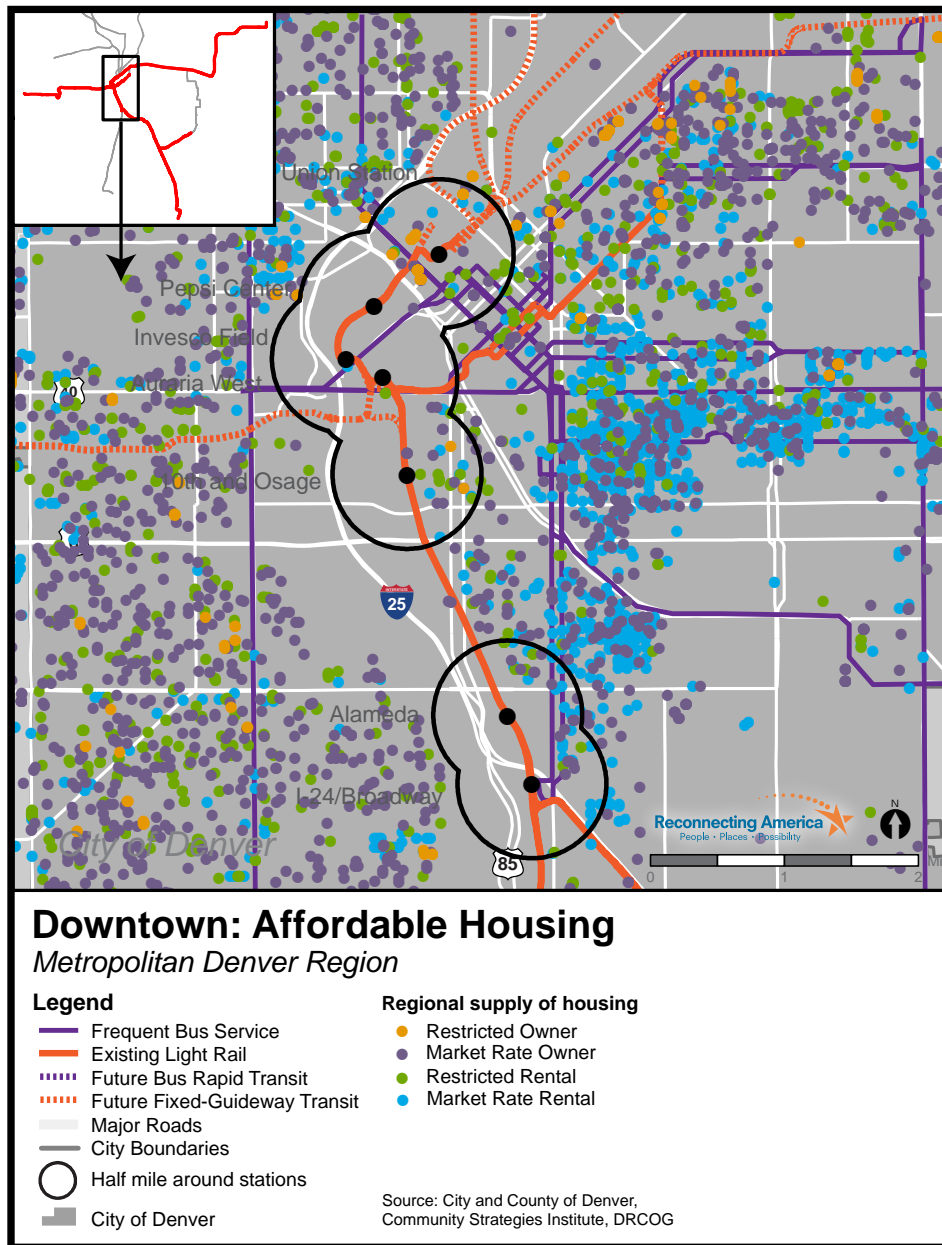 Union Station
Pepsi Center
Invesco Field
Auraria West
40
10th and Osage
INTERSTATE
25
Alameda
I-24/Broadway
City of Denver
85
Reconnecting America
People • Places • Possibility
N
0 1 2
Downtown: Affordable Housing
Metropolitan Denver Region
Legend
Frequent Bus Service
Existing Light Rail
Future Bus Rapid Transit
Future Fixed-Guideway Transit
Major Roads
City Boundaries
Half mile around stations
City of Denver
Regional supply of housing
Restricted Owner
Market Rate Owner
Restricted Rental
Market Rate Rental
Source: City and County of Denver,
Community Strategies Institute, DRCOG